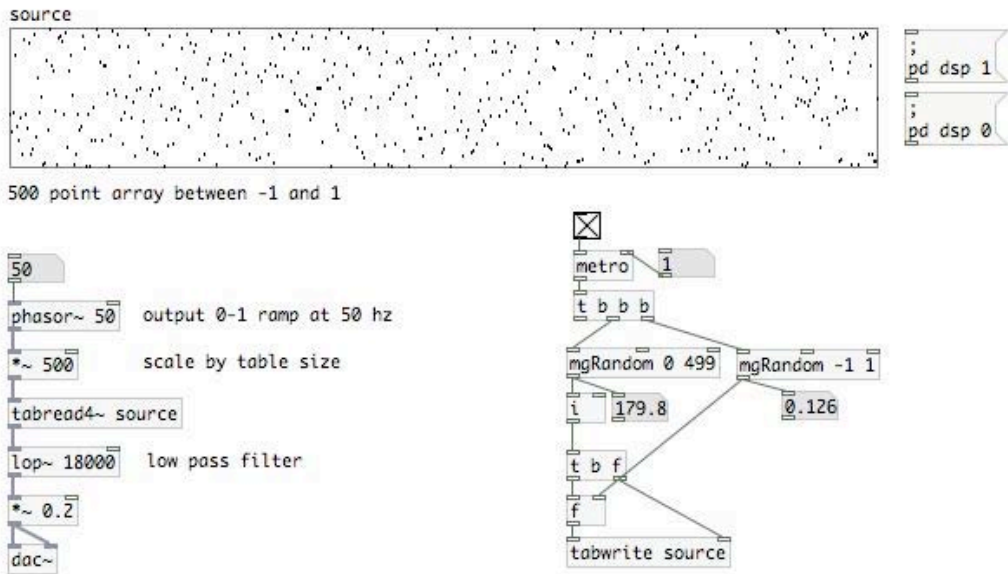 source
;
pd dsp 1
;
pd dsp 0
500 point array between -1 and 1
50
phasor~ 50
output 0-1 ramp at 50 hz
*~ 500
scale by table size
tabread4~ source
lop~ 18000
low pass filter
*~ 0.2
dac~
metro
1
t b b b
mgRandom 0 499
mgRandom -1 1
i
179.8
0.126
t b f
f
tabwrite source